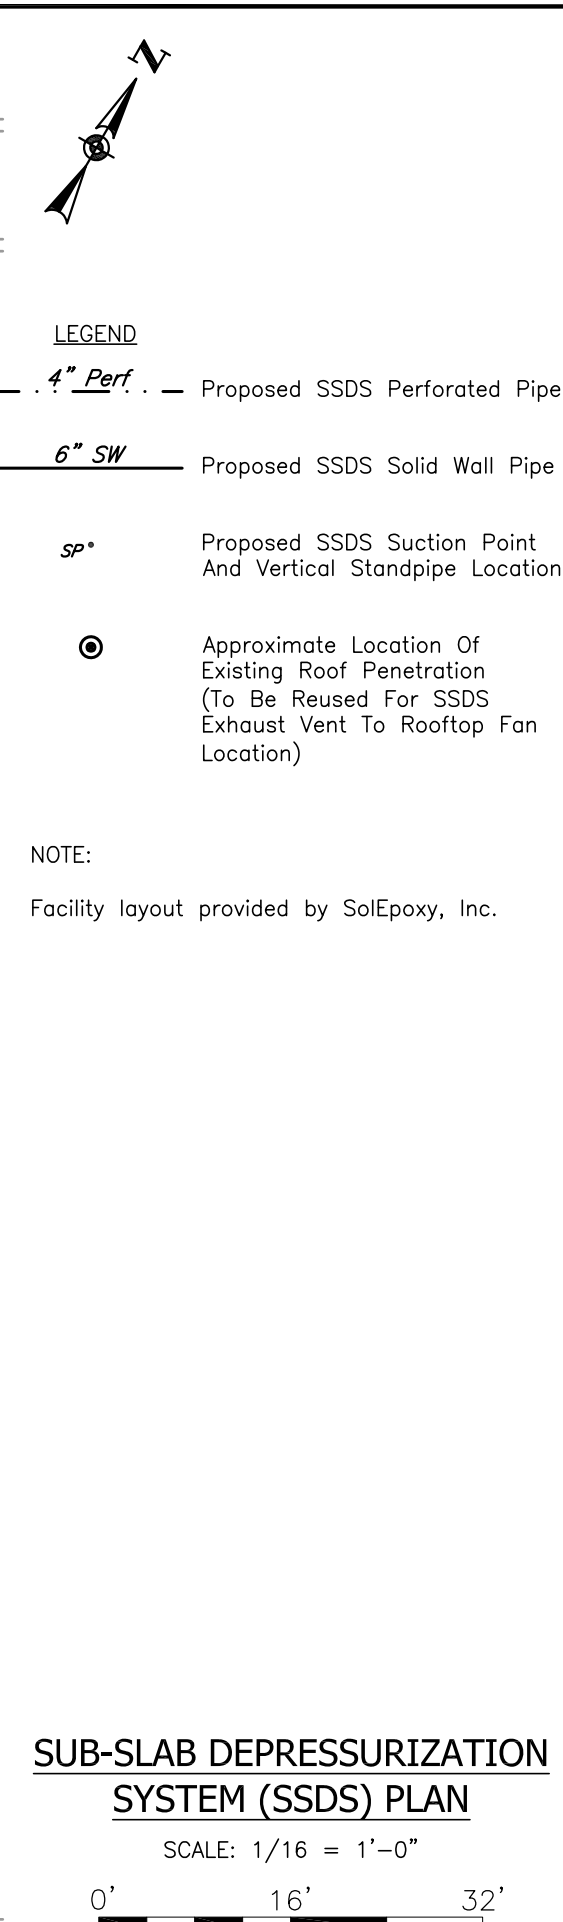 N
LEGEND
4" Perf
Proposed SSDS Perforated Pipe
6" SW
Proposed SSDS Solid Wall Pipe
SP
Proposed SSDS Suction Point
And Vertical Standpipe Location
Approximate Location Of
Existing Roof Penetration
(To Be Reused For SSDS
Exhaust Vent To Rooftop Fan
Location)
NOTE:
Facility layout provided by SolEpoxy, Inc.
SUB-SLAB DEPRESSURIZATION
SYSTEM (SSDS) PLAN
SCALE: 1/16 = 1'-0"
0' 16' 32'